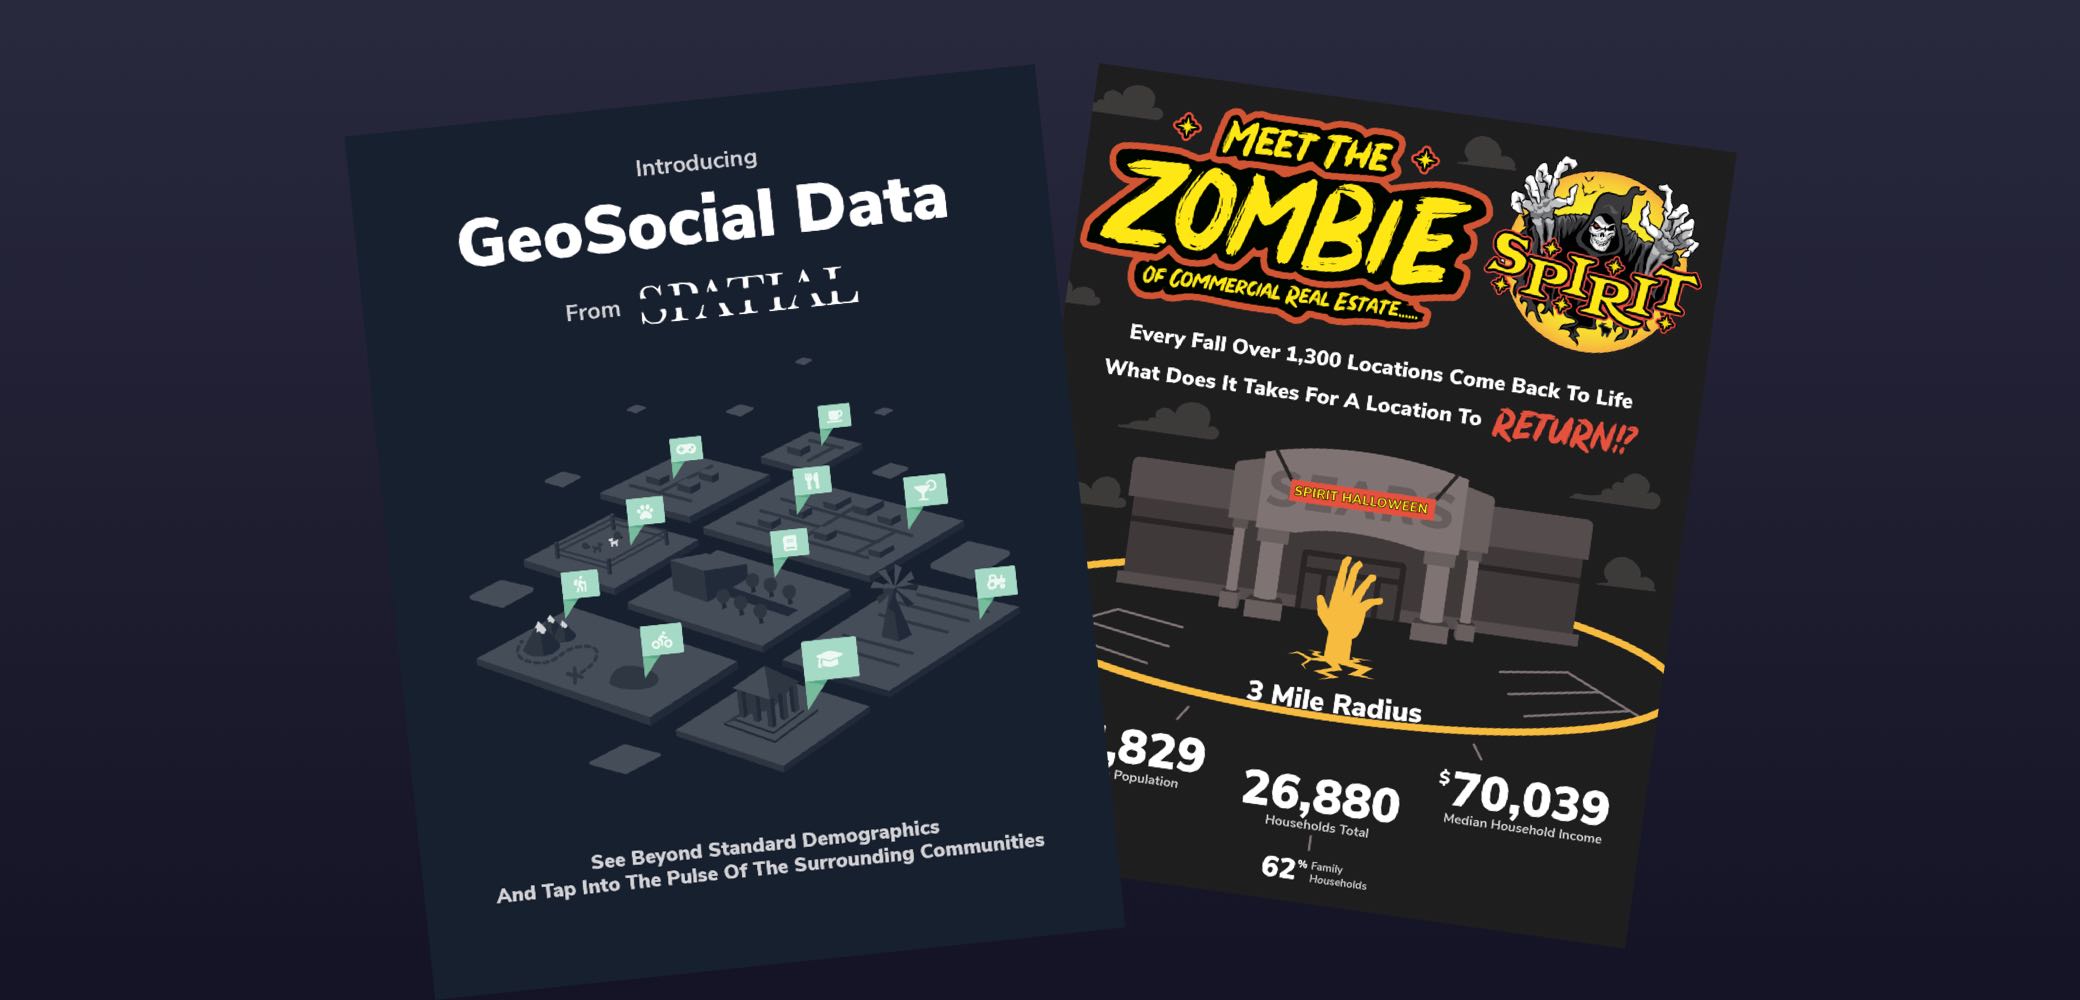 Introducing
GeoSocial Data
From SPATIAL
See Beyond Standard Demographics
And Tap Into The Pulse Of The Surrounding Communities
MEET THE
ZOMBIE
OF COMMERCIAL REAL ESTATE.....
SPIRIT
Every Fall Over 1,300 Locations Come Back To Life
What Does It Takes For A Location To RETURN!?
SEARS
SPIRIT HALLOWEEN
3 Mile Radius
,829
Population
26,880
Households Total
62% Family
Households
$70,039
Median Household Income